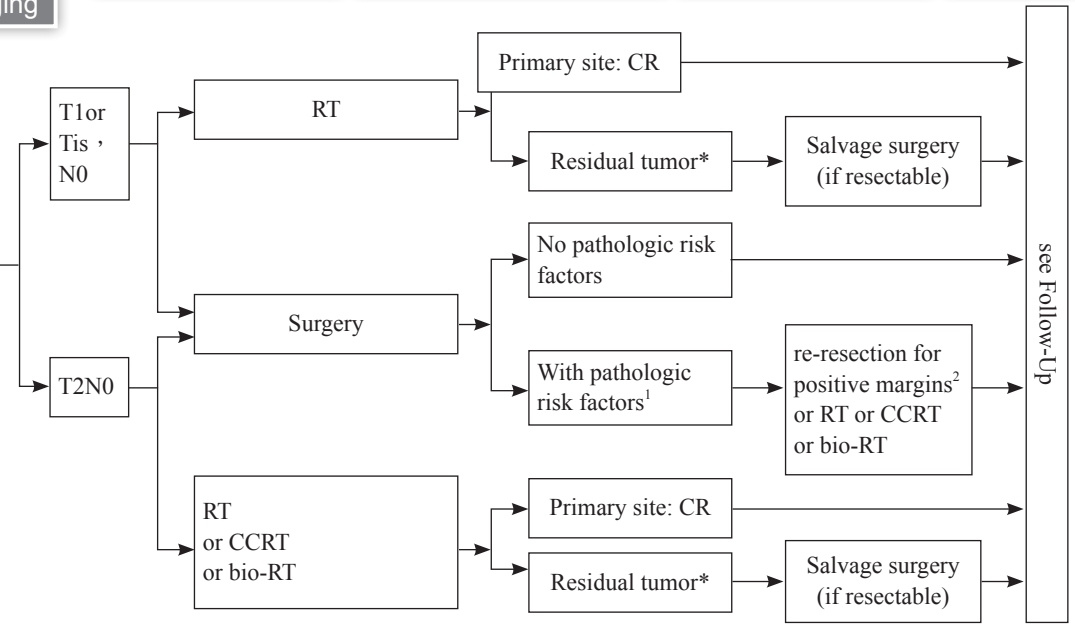 T1or
Tis，
N0
T2N0
RT
Surgery
RT
or CCRT
or bio-RT
Primary site: CR
Residual tumor*
Salvage surgery
(if resectable)
No pathologic risk
factors
With pathologic
risk factors1
re-resection for
positive margins2
or RT or CCRT
or bio-RT
Primary site: CR
Residual tumor*
Salvage surgery
(if resectable)
see Follow-Up